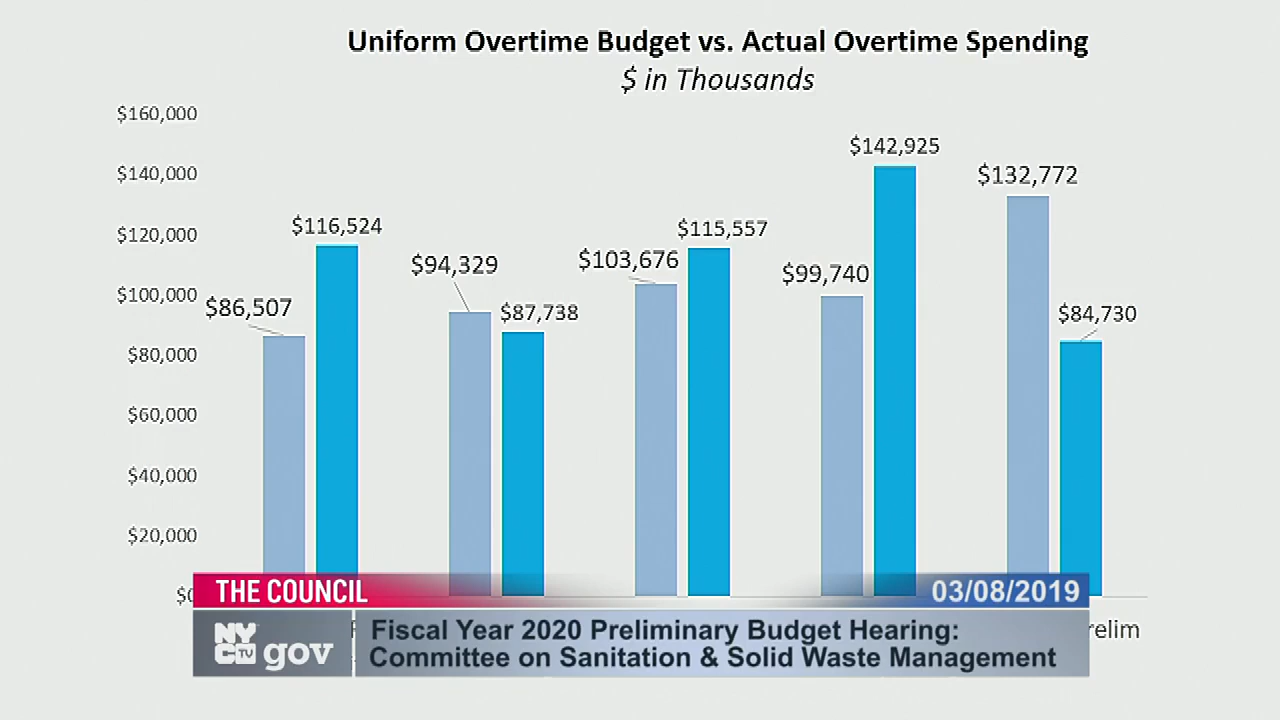 Uniform Overtime Budget vs. Actual Overtime Spending
$ in Thousands
$160,000
$140,000
$120,000
$100,000
$80,000
$60,000
$40,000
$20,000
$86,507
$116,524
$94,329
$87,738
$103,676
$115,557
$99,740
$142,925
$132,772
$84,730
THE COUNCIL
03/08/2019
relim
NYC TV gov
Fiscal Year 2020 Preliminary Budget Hearing:
Committee on Sanitation & Solid Waste Management